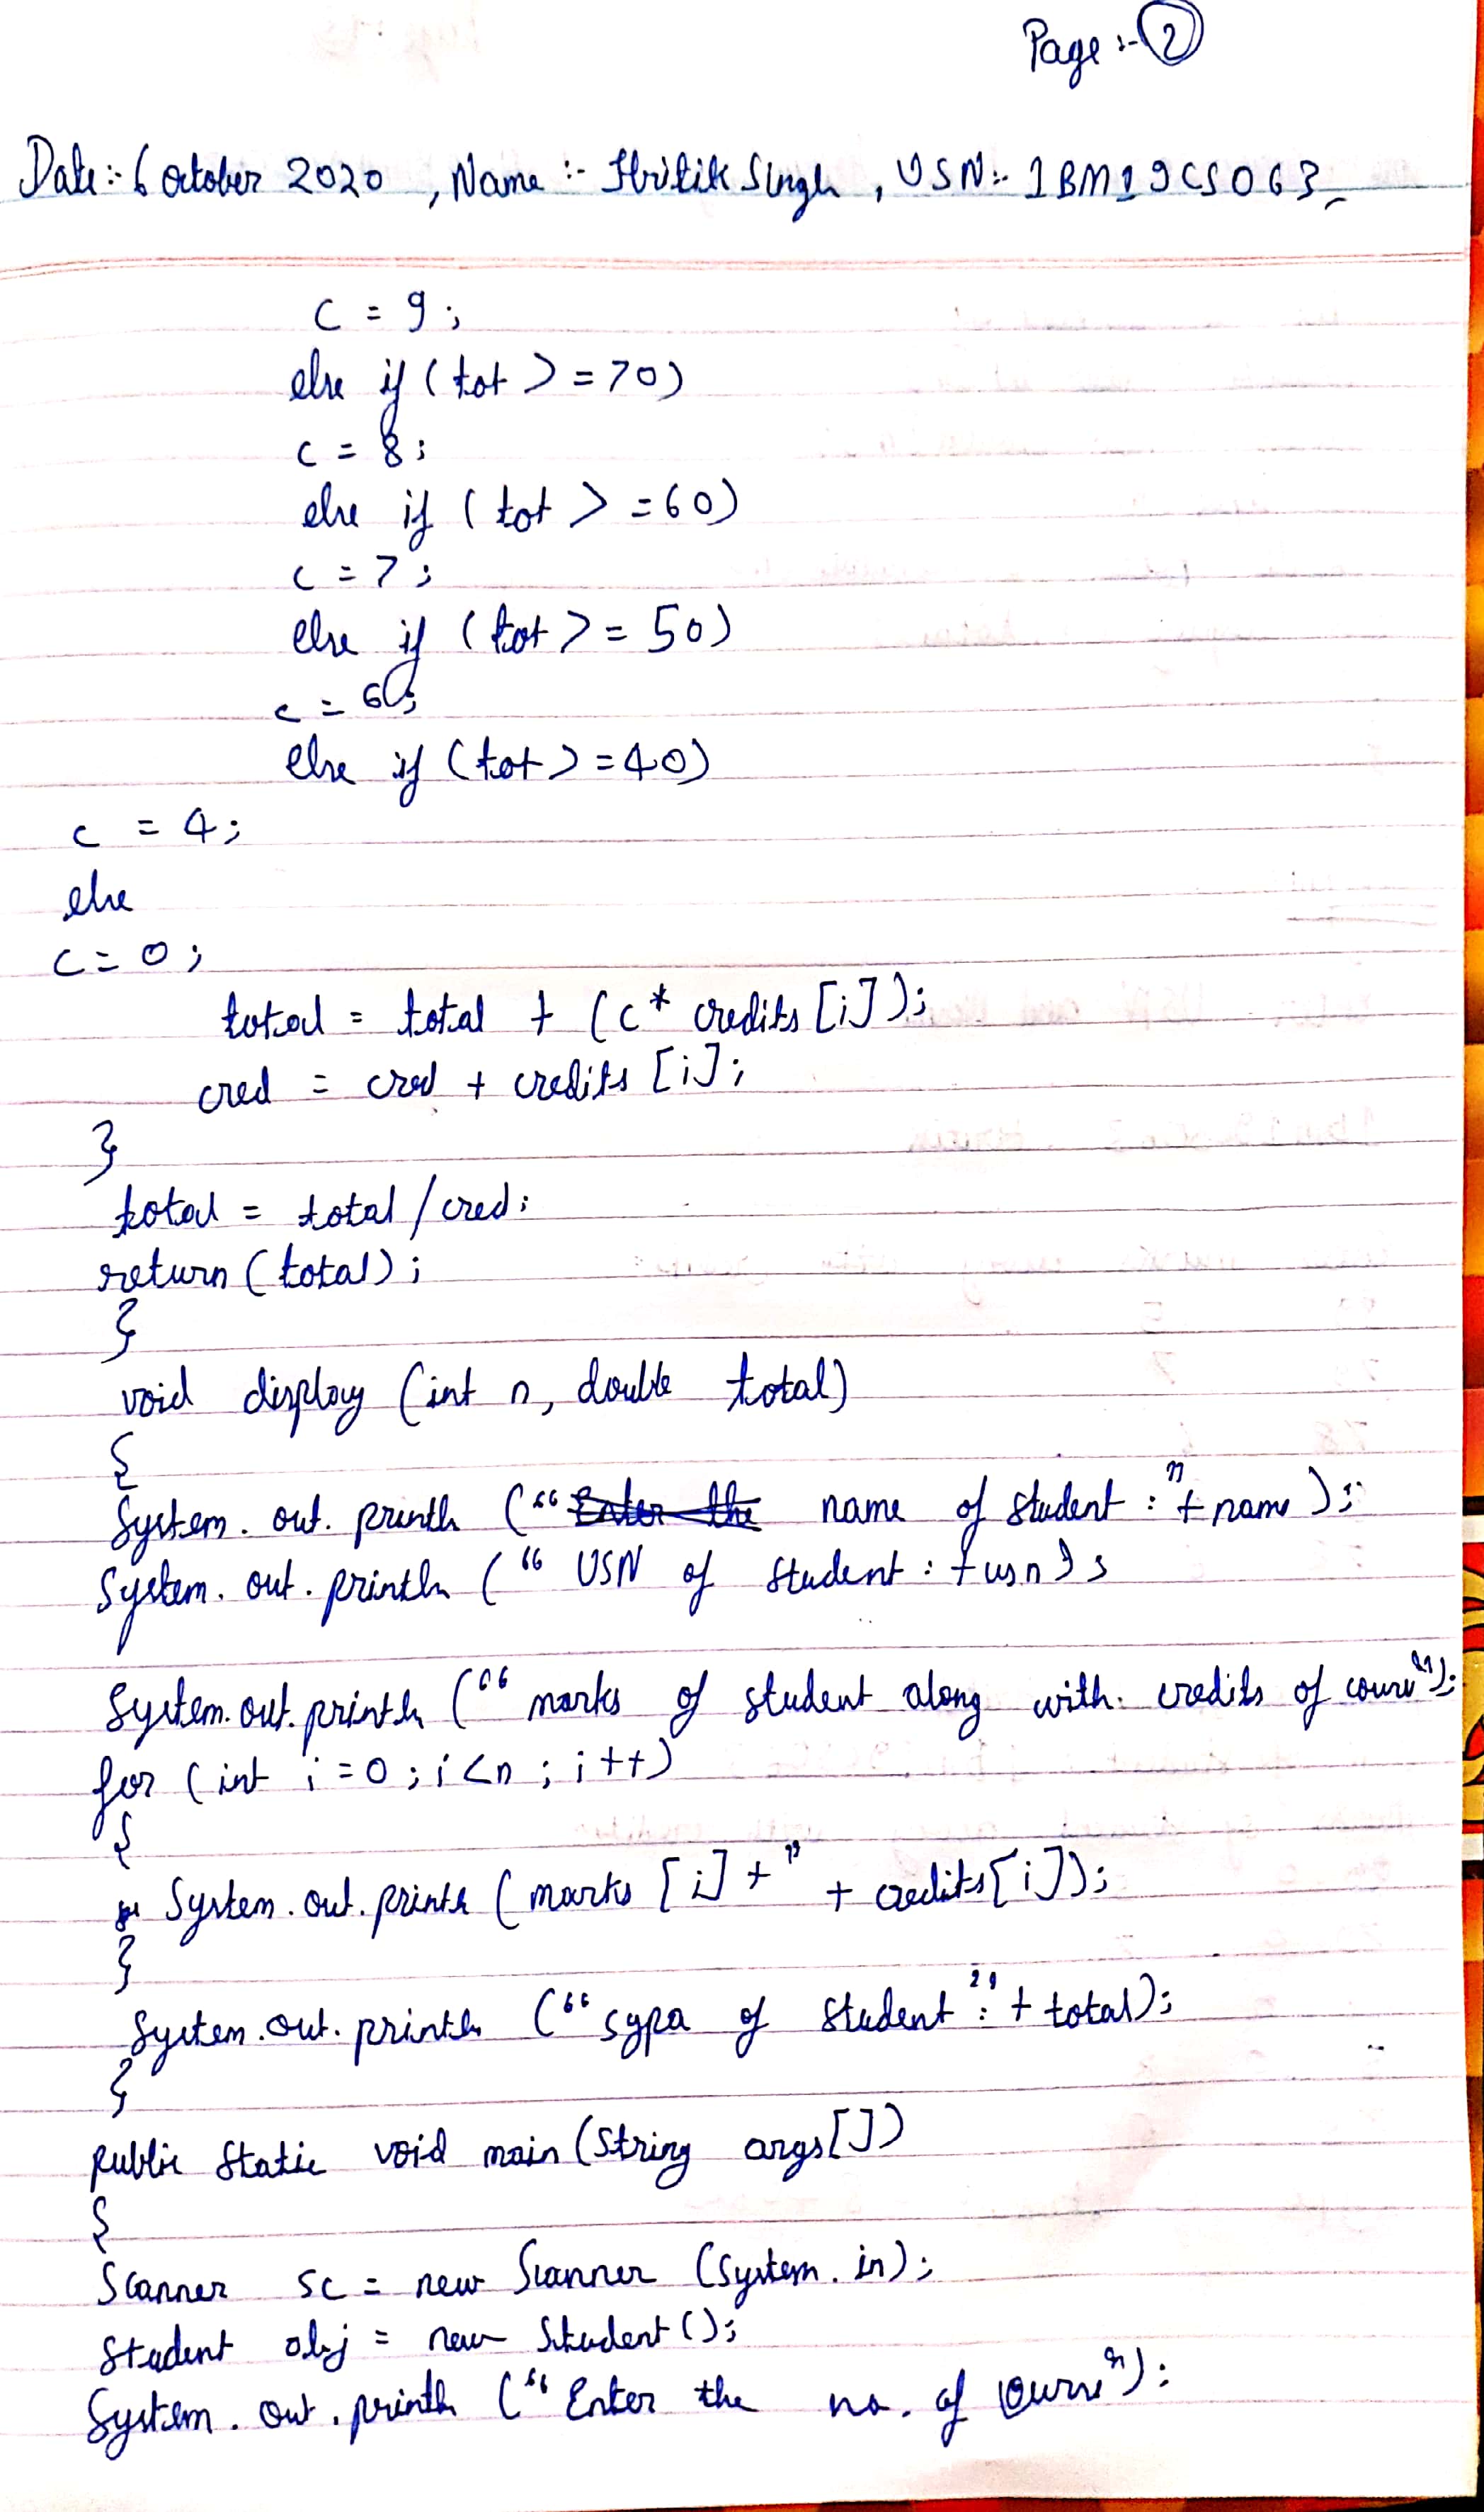 Page :- 2
Date :- 6 October 2020 , Name :- Hritik Singh , USN :- 1BM19CS063
c = 9 ;
else if ( tot > = 70 )
c = 8 ;
else if ( tot > = 60 )
c = 7 ;
else if ( tot > = 50 )
c = 6 ;
else if ( tot > = 40 )
c = 4 ;
else
c = 0 ;
total = total + ( c * credits [i] ) ;
cred = cred + credits [i] ;
}
total = total / cred ;
return ( total ) ;
}
void display ( int n, double total )
{
System . out . println ( “ Enter the name of student : ” + name ) ;
System . out . println ( “ USN of student : + usn ) ;
System . out . println ( “ marks of student along with credits of course ” ) ;
for ( int i = 0 ; i < n ; i ++ )
{
System . out . println ( marks [i] + ” + credits [i] ) ;
}
System . out . println ( “ sgpa of student : ” + total ) ;
}
public static void main ( String args [] )
{
Scanner sc = new Scanner ( System . in ) ;
Student obj = new Student () ;
System . out . println ( “ Enter the no. of course ” ) ;